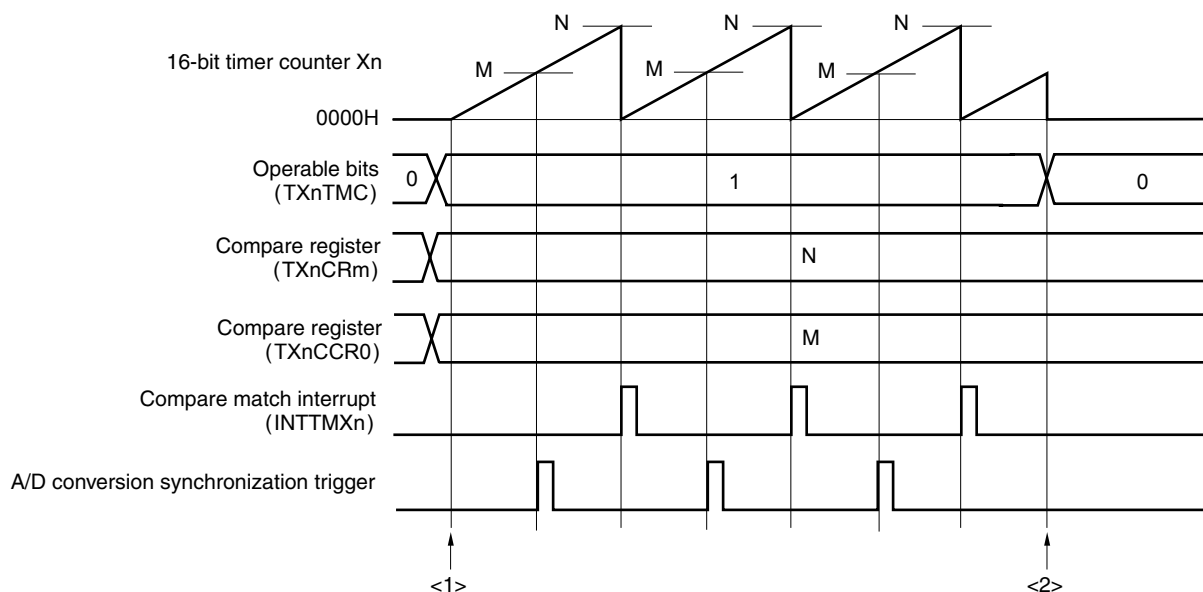 N N N
16-bit timer counter Xn
M M M
0000H
Operable bits
(TXnTMC)
0 1 0
Compare register
(TXnCRm)
N
Compare register
(TXnCCR0)
M
Compare match interrupt
(INTTMXn)
A/D conversion synchronization trigger
<1> <2>